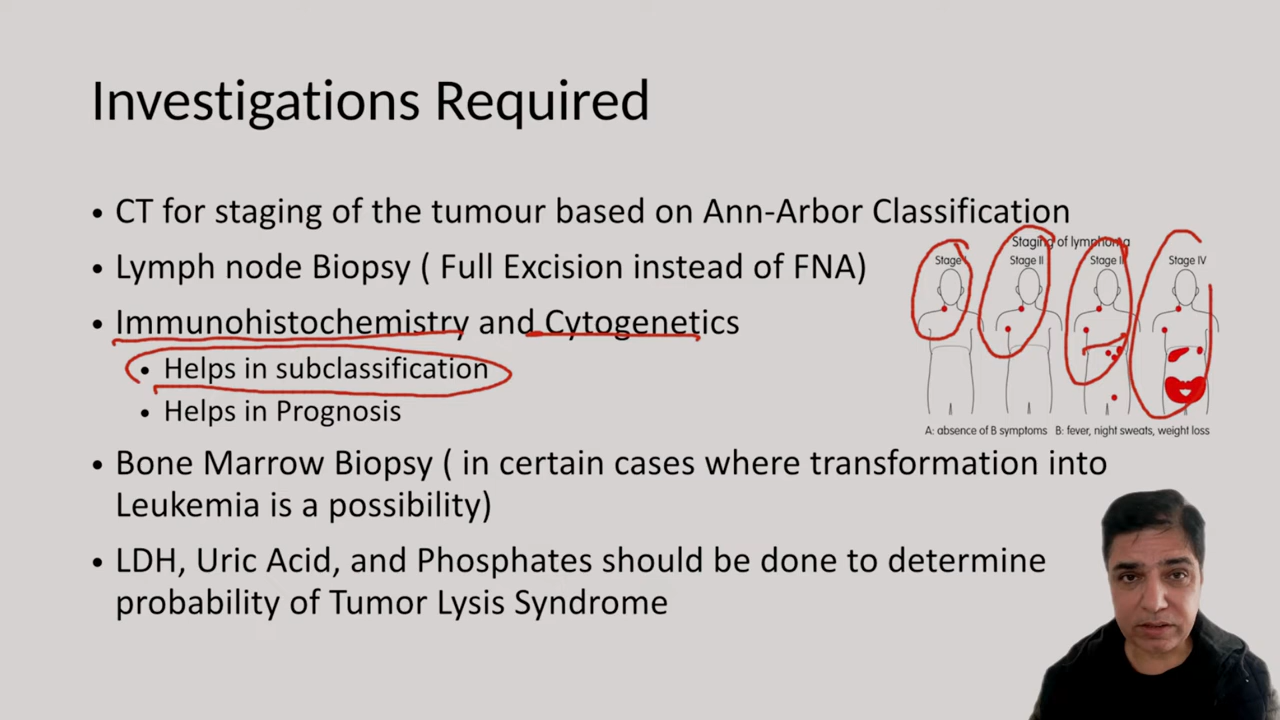 Investigations Required
• CT for staging of the tumour based on Ann-Arbor Classification
• Lymph node Biopsy ( Full Excision instead of FNA)
• Immunohistochemistry and Cytogenetics
• Helps in subclassification
• Helps in Prognosis
• Bone Marrow Biopsy ( in certain cases where transformation into
Leukemia is a possibility)
• LDH, Uric Acid, and Phosphates should be done to determine
probability of Tumor Lysis Syndrome
Staging of lymphoma
Stage I Stage II Stage III Stage IV
A: absence of B symptoms B: fever, night sweats, weight loss